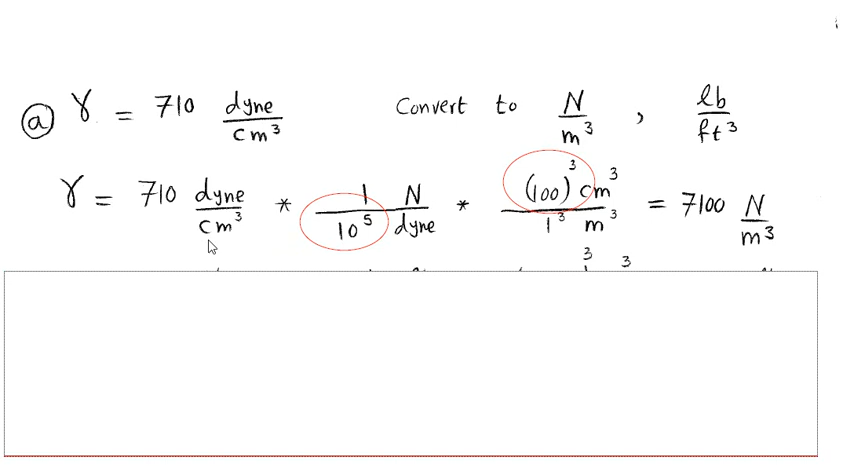 (a) γ = 710 dyne/cm³ Convert to N/m³ , lb/ft³
γ = 710 dyne/cm³ * 1/10⁵ N/dyne * (100)³ cm³/1³ m³ = 7100 N/m³